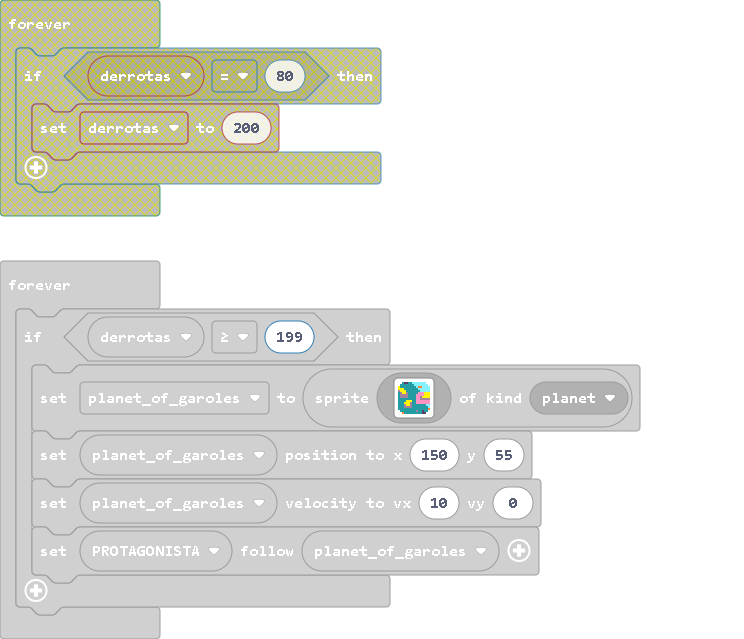 forever
if derrotas = 80 then
set derrotas to 200
forever
if derrotas ≥ 199 then
set planet_of_garoles to sprite of kind planet
set planet_of_garoles position to x 150 y 55
set planet_of_garoles velocity to vx 10 vy 0
set PROTAGONISTA follow planet_of_garoles